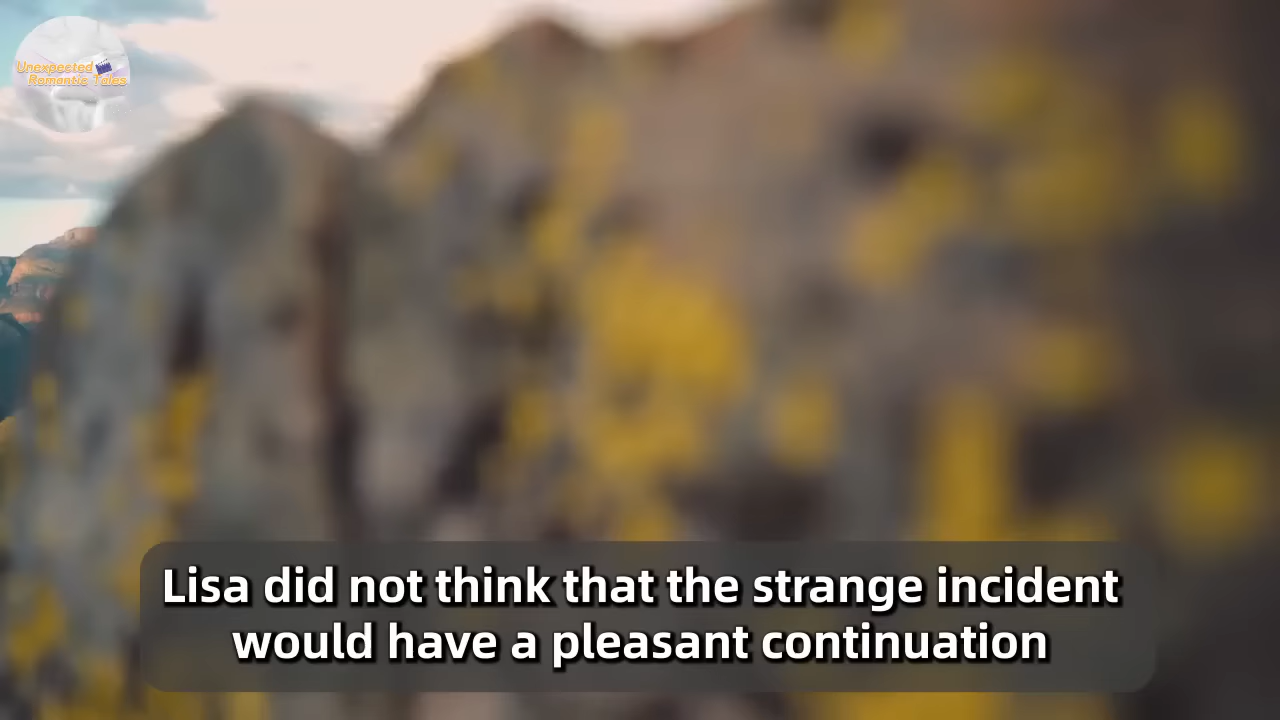 Unexpected
Romantic Tales
Lisa did not think that the strange incident
would have a pleasant continuation